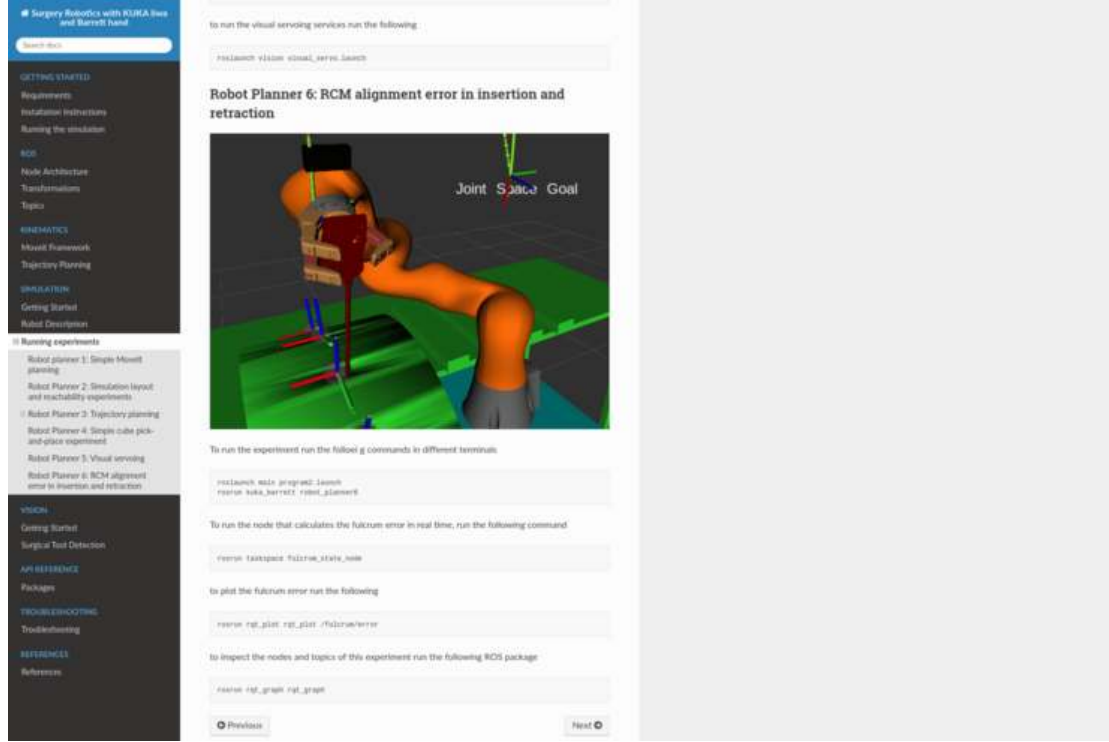 Surgery Robotics with KUKA iiwa
and Barrett hand
Search docs
GETTING STARTED
Requirements
Installation Instructions
Running the simulation
ROS
Node Architecture
Transformations
Topics
KINEMATICS
Moveit Framework
Trajectory Planning
SIMULATION
Getting Started
Robot Description
Running experiments
Robot planner 1: Simple Moveit
planning
Robot Planner 2: Simulation layout
and reachability experiments
Robot Planner 3: Trajectory planning
Robot Planner 4: Simple cube pick-
and-place experiment
Robot Planner 5: Visual servoing
Robot Planner 6: RCM alignment
error in insertion and retraction
VISION
Getting Started
Surgical Tool Detection
API REFERENCE
Packages
TROUBLESHOOTING
Troubleshooting
REFERENCES
References
to run the visual servoing services run the following
roslaunch vision visual_servo.launch
Robot Planner 6: RCM alignment error in insertion and
retraction
Joint Space Goal
To run the experiment run the folloei g commands in different terminals
roslaunch main program2.launch
rosrun kuka_barrett robot_planner6
To run the node that calculates the fulcrum error in real time, run the following command
rosrun taskspace fulcrum_state_node
to plot the fulcrum error run the following
rosrun rqt_plot rqt_plot /fulcrum/error
to inspect the nodes and topics of this experiment run the following ROS package
rosrun rqt_graph rqt_graph
Previous
Next